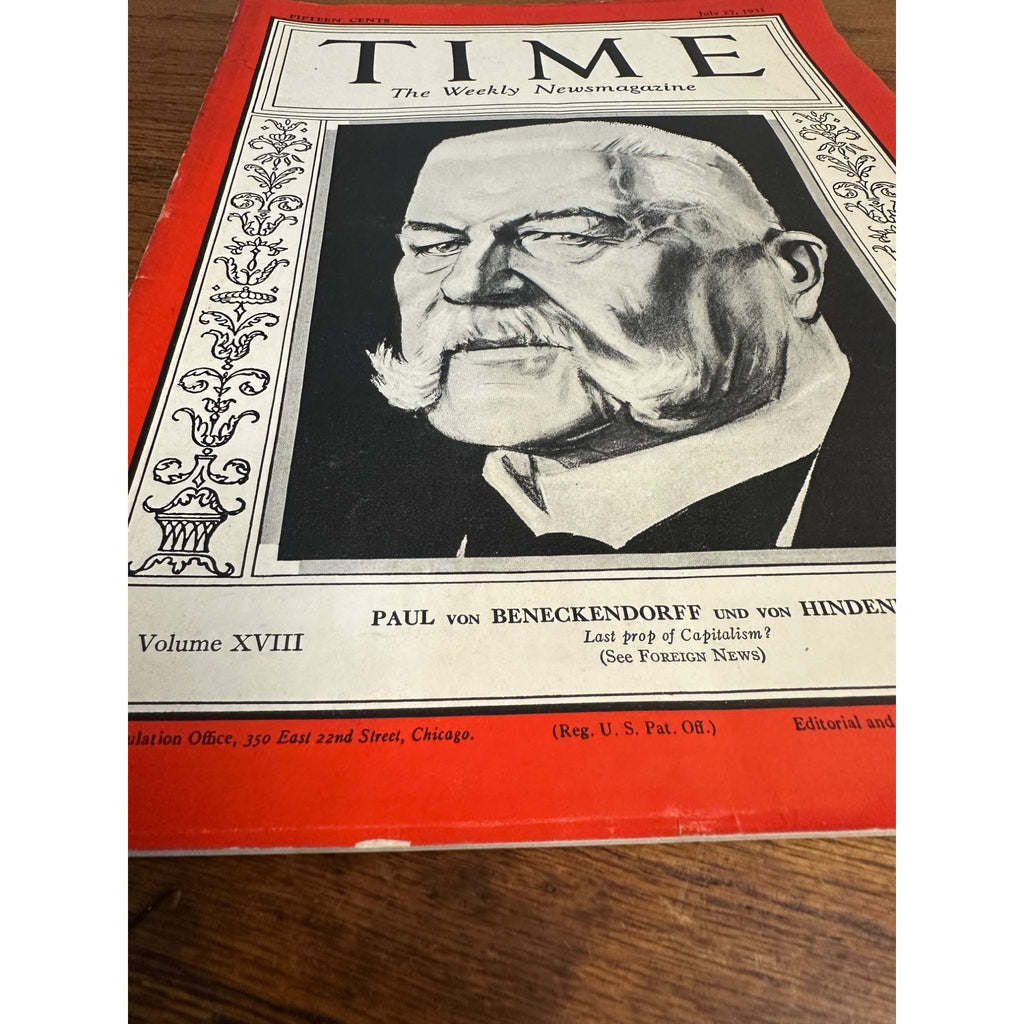 FIFTEEN CENTS
July 27, 1931
TIME
The Weekly Newsmagazine
PAUL VON BENECKENDORFF UND VON HINDEN
Last prop of Capitalism?
Volume XVIII
(See FOREIGN NEWS)
ulation Office, 350 East 22nd Street, Chicago.
(Reg. U. S. Pat. Off.)
Editorial and